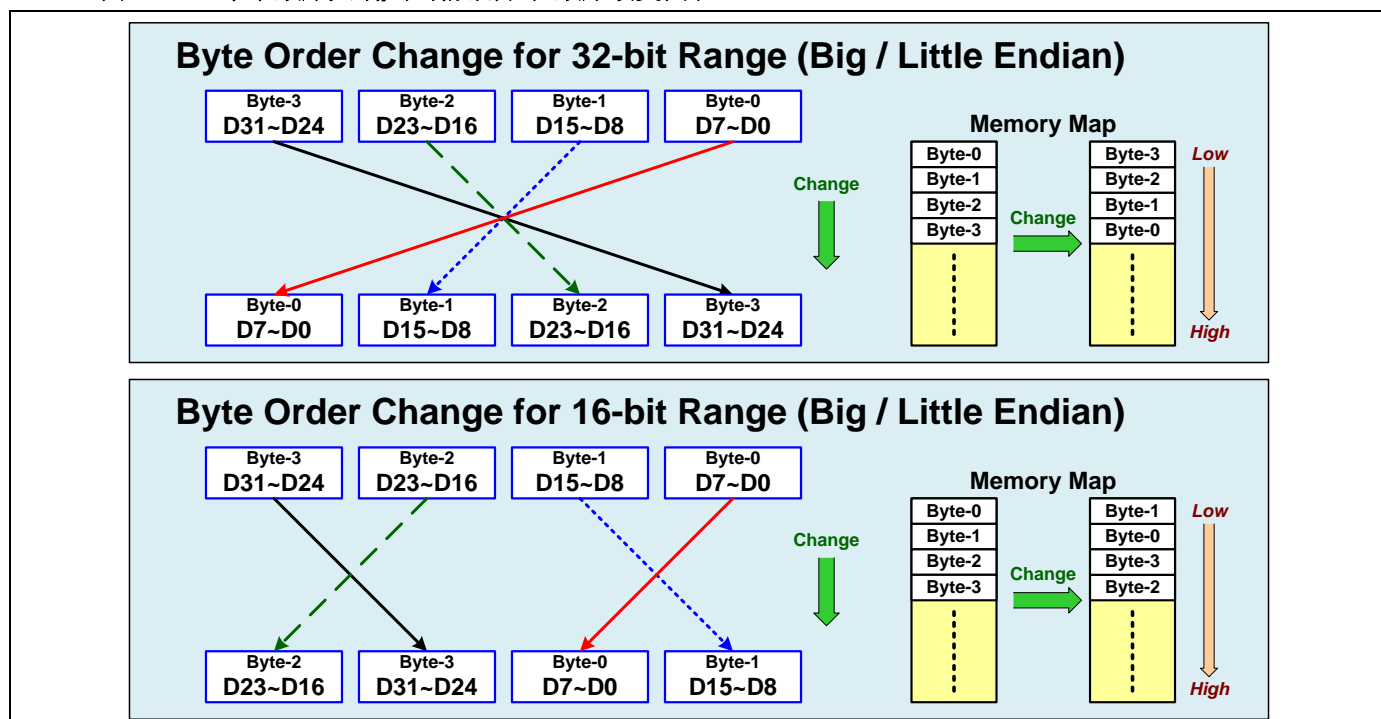 Byte Order Change for 32-bit Range (Big / Little Endian)
Byte-3 Byte-2 Byte-1 Byte-0
D31~D24 D23~D16 D15~D8 D7~D0
Memory Map
Byte-0 Byte-3 Low
Byte-1 Byte-2
Change
Byte-2 Byte-1
Change
Byte-3 Byte-0
Byte-0 Byte-1 Byte-2 Byte-3
D7~D0 D15~D8 D23~D16 D31~D24
High
Byte Order Change for 16-bit Range (Big / Little Endian)
Byte-3 Byte-2 Byte-1 Byte-0
D31~D24 D23~D16 D15~D8 D7~D0
Memory Map
Byte-0 Byte-1 Low
Byte-1 Byte-0
Change
Byte-2 Byte-3
Change
Byte-3 Byte-2
Byte-2 Byte-3 Byte-0 Byte-1
D23~D16 D31~D24 D7~D0 D15~D8
High